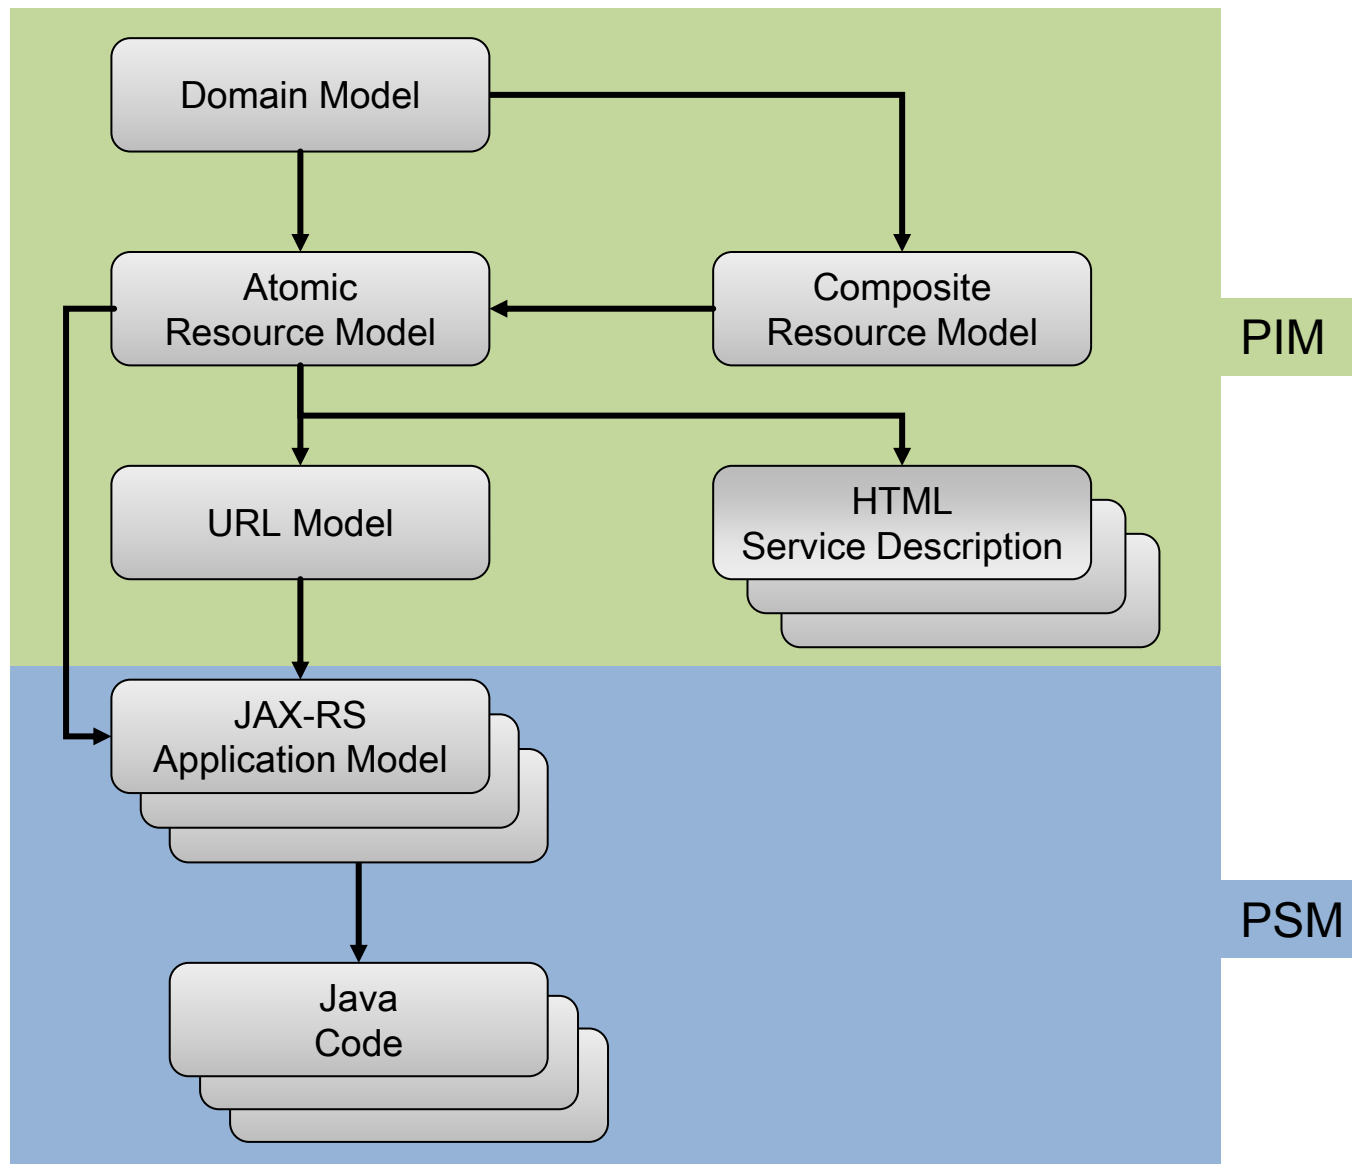 Domain Model
Atomic
Resource Model
Composite
Resource Model
PIM
URL Model
HTML
Service Description
JAX-RS
Application Model
PSM
Java
Code